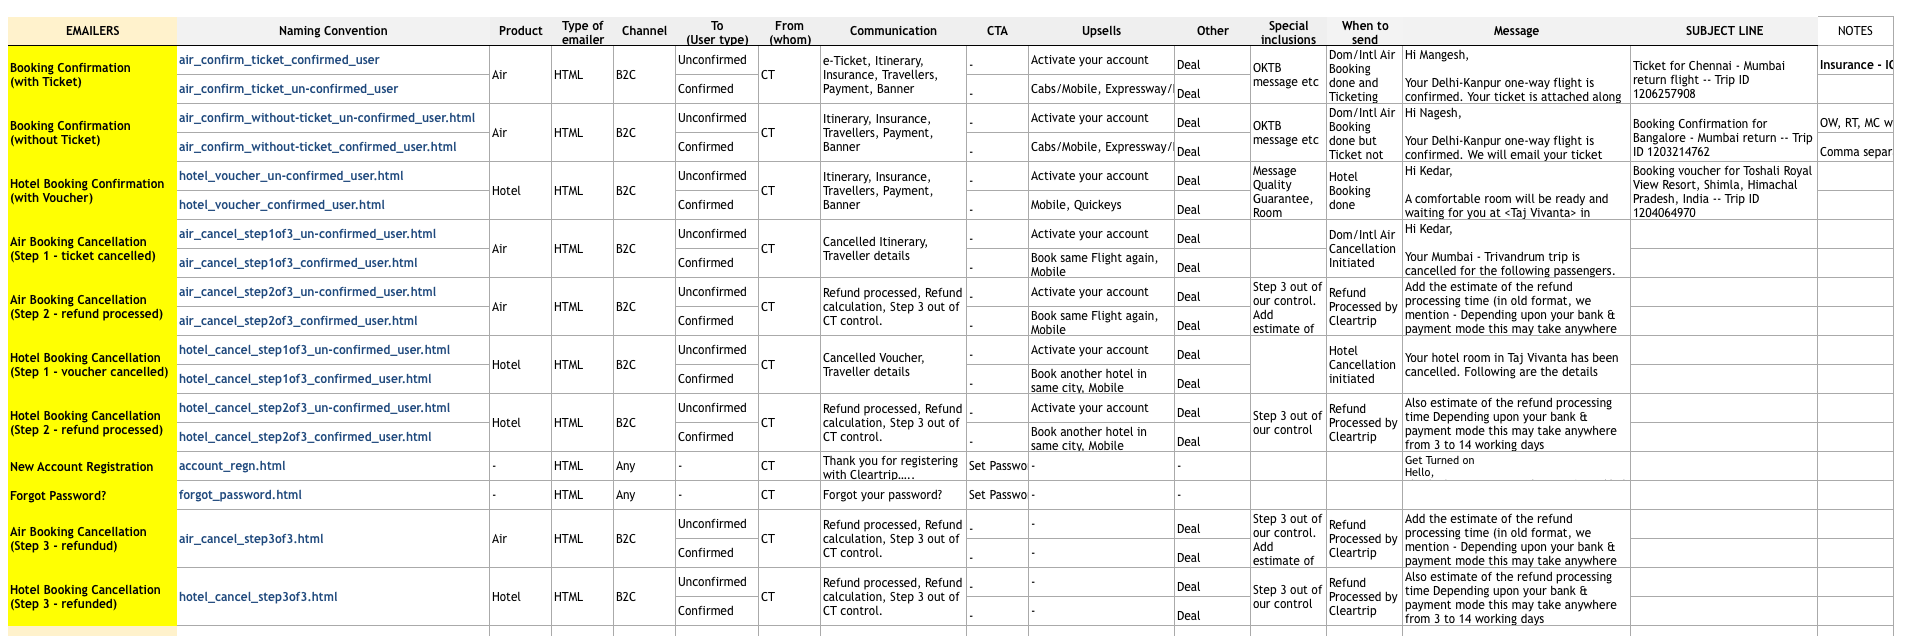 EMAILERS
Naming Convention
Product
Type of
emailer
Channel
To
(User type)
From
(whom)
Communication
CTA
Upsells
Other
Special
inclusions
When to
send
Message
SUBJECT LINE
NOTES
Booking Confirmation
(with Ticket)
air_confirm_ticket_confirmed_user
air_confirm_ticket_un-confirmed_user
Air
HTML
B2C
Unconfirmed
Confirmed
CT
e-Ticket, Itinerary,
Insurance, Travellers,
Payment, Banner
-
-
Activate your account
Cabs/Mobile, Expressway/
Deal
Deal
OKTB
message etc
Dom/Intl Air
Booking
done and
Ticketing
Hi Mangesh,
Your Delhi-Kanpur one-way flight is
confirmed. Your ticket is attached along
Ticket for Chennai - Mumbai
return flight -- Trip ID
1206257908
Insurance - IC
Booking Confirmation
(without Ticket)
air_confirm_without-ticket_un-confirmed_user.html
air_confirm_without-ticket_confirmed_user.html
Air
HTML
B2C
Unconfirmed
Confirmed
CT
Itinerary, Insurance,
Travellers, Payment,
Banner
-
-
Activate your account
Cabs/Mobile, Expressway/
Deal
Deal
OKTB
message etc
Dom/Intl Air
Booking
done but
Ticket not
Hi Nagesh,
Your Delhi-Kanpur one-way flight is
confirmed. We will email your ticket
Booking Confirmation for
Bangalore - Mumbai return -- Trip
ID 1203214762
OW, RT, MC w
Comma separ
Hotel Booking Confirmation
(with Voucher)
hotel_voucher_un-confirmed_user.html
hotel_voucher_confirmed_user.html
Hotel
HTML
B2C
Unconfirmed
Confirmed
CT
Itinerary, Insurance,
Travellers, Payment,
Banner
-
-
Activate your account
Mobile, Quickeys
Deal
Deal
Message
Quality
Guarantee,
Room
Hotel
Booking
done
Hi Kedar,
A comfortable room will be ready and
waiting for you at <Taj Vivanta> in
Booking voucher for Toshali Royal
View Resort, Shimla, Himachal
Pradesh, India -- Trip ID
1204064970
Air Booking Cancellation
(Step 1 - ticket cancelled)
air_cancel_step1of3_un-confirmed_user.html
air_cancel_step1of3_confirmed_user.html
Air
HTML
B2C
Unconfirmed
Confirmed
CT
Cancelled Itinerary,
Traveller details
-
-
Activate your account
Book same Flight again,
Mobile
Deal
Deal
Dom/Intl Air
Cancellation
Initiated
Hi Kedar,
Your Mumbai - Trivandrum trip is
cancelled for the following passengers.
Air Booking Cancellation
(Step 2 - refund processed)
air_cancel_step2of3_un-confirmed_user.html
air_cancel_step2of3_confirmed_user.html
Air
HTML
B2C
Unconfirmed
Confirmed
CT
Refund processed, Refund
calculation, Step 3 out of
CT control.
-
-
Activate your account
Book same Flight again,
Mobile
Deal
Deal
Step 3 out of
our control.
Add
estimate of
Refund
Processed by
Cleartrip
Add the estimate of the refund
processing time (in old format, we
mention - Depending upon your bank &
payment mode this may take anywhere
Hotel Booking Cancellation
(Step 1 - voucher cancelled)
hotel_cancel_step1of3_un-confirmed_user.html
hotel_cancel_step1of3_confirmed_user.html
Hotel
HTML
B2C
Unconfirmed
Confirmed
CT
Cancelled Voucher,
Traveller details
-
-
Activate your account
Book another hotel in
same city, Mobile
Deal
Deal
Hotel
Cancellation
initiated
Your hotel room in Taj Vivanta has been
cancelled. Following are the details
Hotel Booking Cancellation
(Step 2 - refund processed)
hotel_cancel_step2of3_un-confirmed_user.html
hotel_cancel_step2of3_confirmed_user.html
Hotel
HTML
B2C
Unconfirmed
Confirmed
CT
Refund processed, Refund
calculation, Step 3 out of
CT control.
-
-
Activate your account
Book another hotel in
same city, Mobile
Deal
Deal
Step 3 out of
our control
Refund
Processed by
Cleartrip
Also estimate of the refund processing
time Depending upon your bank &
payment mode this may take anywhere
from 3 to 14 working days
New Account Registration
account_regn.html
-
HTML
Any
-
CT
Thank you for registering
with Cleartrip.....
Set Passwo
-
-
Get Turned on
Hello,
Forgot Password?
forgot_password.html
-
HTML
Any
-
CT
Forgot your password?
Set Passwo
-
-
Air Booking Cancellation
(Step 3 - refundud)
air_cancel_step3of3.html
Air
HTML
B2C
Unconfirmed
Confirmed
CT
Refund processed, Refund
calculation, Step 3 out of
CT control.
-
-
-
-
Deal
Deal
Step 3 out of
our control.
Add
estimate of
Refund
Processed by
Cleartrip
Add the estimate of the refund
processing time (in old format, we
mention - Depending upon your bank &
payment mode this may take anywhere
Hotel Booking Cancellation
(Step 3 - refunded)
hotel_cancel_step3of3.html
Hotel
HTML
B2C
Unconfirmed
Confirmed
CT
Refund processed, Refund
calculation, Step 3 out of
CT control.
-
-
-
-
Deal
Deal
Step 3 out of
our control
Refund
Processed by
Cleartrip
Also estimate of the refund processing
time Depending upon your bank &
payment mode this may take anywhere
from 3 to 14 working days